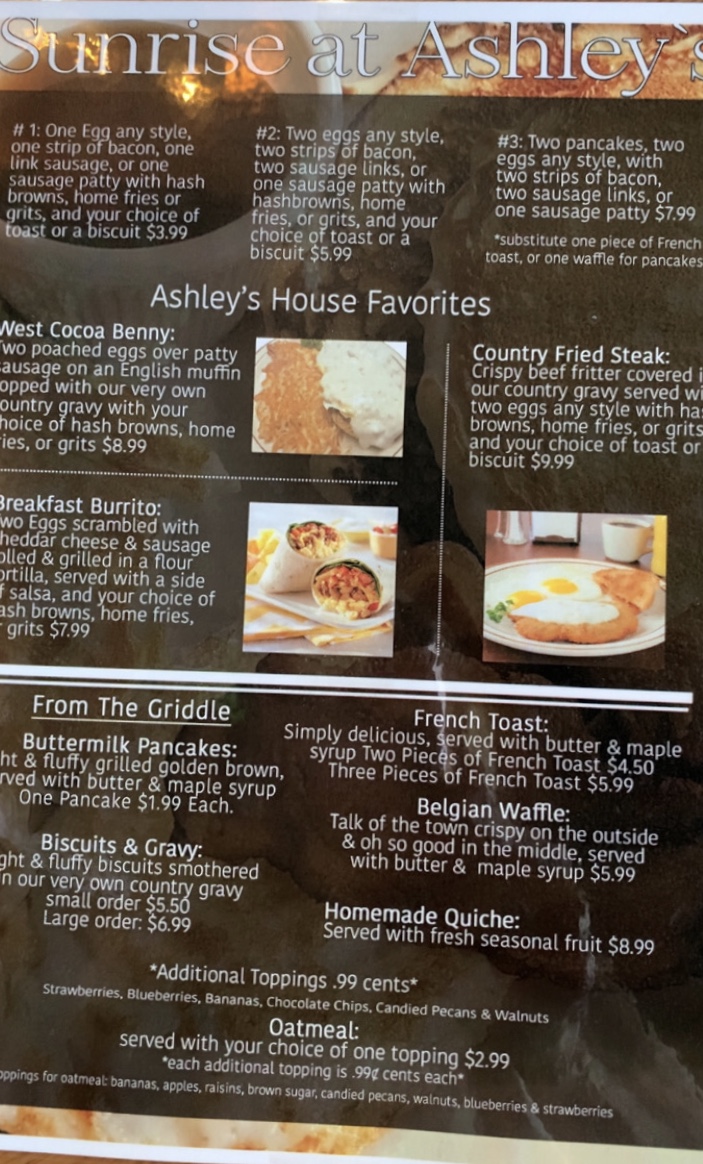 Sunrise at Ashley`s
# 1: One Egg any style,
one strip of bacon, one
link sausage, or one
sausage patty with hash
browns, home fries or
grits, and your choice of
toast or a biscuit $3.99
#2: Two eggs any style,
two strips of bacon,
two sausage links, or
one sausage patty with
hashbrowns, home
fries, or grits, and your
choice of toast or a
biscuit $5.99
#3: Two pancakes, two
eggs any style, with
two strips of bacon,
two sausage links, or
one sausage patty $7.99
*substitute one piece of French
toast, or one waffle for pancakes
Ashley's House Favorites
West Cocoa Benny:
Two poached eggs over patty
sausage on an English muffin
opped with our very own
ountry gravy with your
hoice of hash browns, home
ries, or grits $8.99
Country Fried Steak:
Crispy beef fritter covered i
our country gravy served wi
two eggs any style with has
browns, home fries, or grits
and your choice of toast or
biscuit $9.99
Breakfast Burrito:
wo Eggs scrambled with
heddar cheese & sausage
olled & grilled in a flour
ortilla, served with a side
f salsa, and your choice of
ash browns, home fries,
r grits $7.99
From The Griddle
Buttermilk Pancakes:
ht & fluffy grilled golden brown,
rved with butter & maple syrup
One Pancake $1.99 Each.
Biscuits & Gravy:
ght & fluffy biscuits smothered
n our very own country gravy
small order $5.50
Large order: $6.99
French Toast:
Simply delicious, served with butter & maple
syrup Two Pieces of French Toast $4.50
Three Pieces of French Toast $5.99
Belgian Waffle:
Talk of the town crispy on the outside
& oh so good in the middle, served
with butter & maple syrup $5.99
Homemade Quiche:
Served with fresh seasonal fruit $8.99
*Additional Toppings .99 cents*
Strawberries, Blueberries, Bananas, Chocolate Chips, Candied Pecans & Walnuts
Oatmeal:
served with your choice of one topping $2.99
*each additional topping is .99¢ cents each*
oppings for oatmeal: bananas, apples, raisins, brown sugar, candied pecans, walnuts, blueberries & strawberries